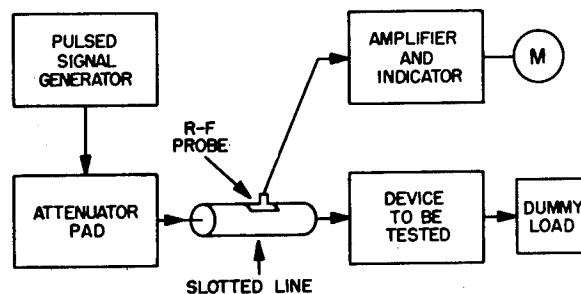 PULSED
SIGNAL
GENERATOR
AMPLIFIER
AND
INDICATOR
M
R-F
PROBE
ATTENUATOR
PAD
DEVICE
TO BE
TESTED
DUMMY
LOAD
SLOTTED LINE